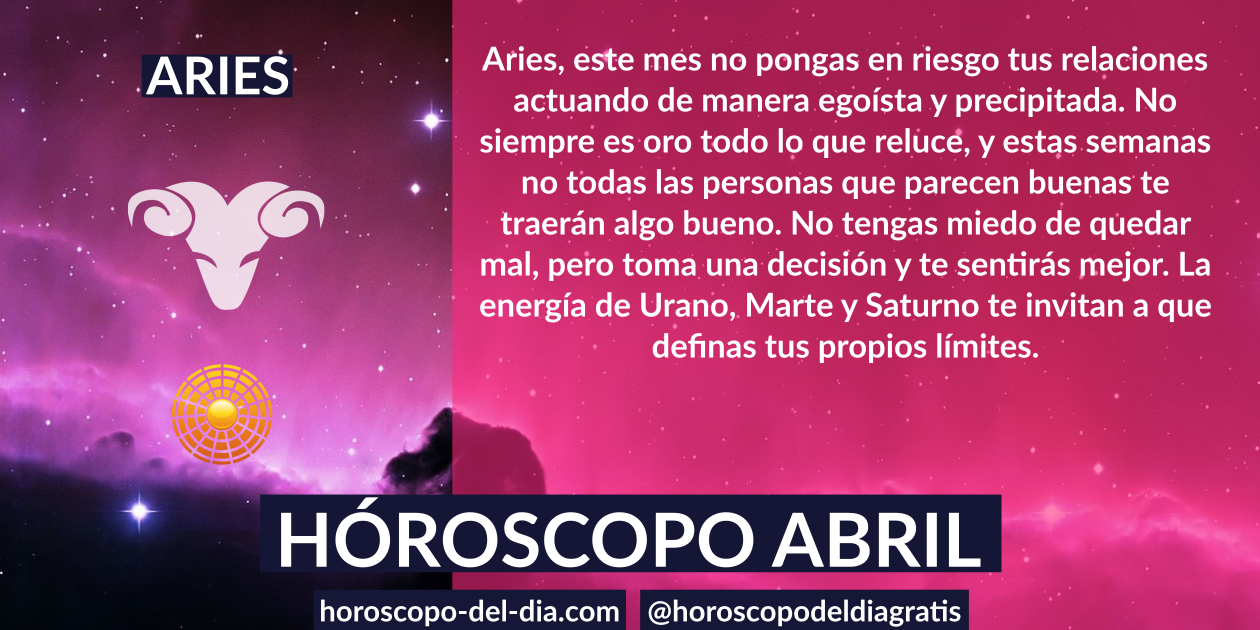 ARIES
Aries, este mes no pongas en riesgo tus relaciones
actuando de manera egoísta y precipitada. No
siempre es oro todo lo que reluce, y estas semanas
no todas las personas que parecen buenas te
traerán algo bueno. No tengas miedo de quedar
mal, pero toma una decisión y te sentirás mejor. La
energía de Urano, Marte y Saturno te invitan a que
definas tus propios límites.
HÓROSCOPO ABRIL
horoscopo-del-dia.com
@horoscopodeldiagratis